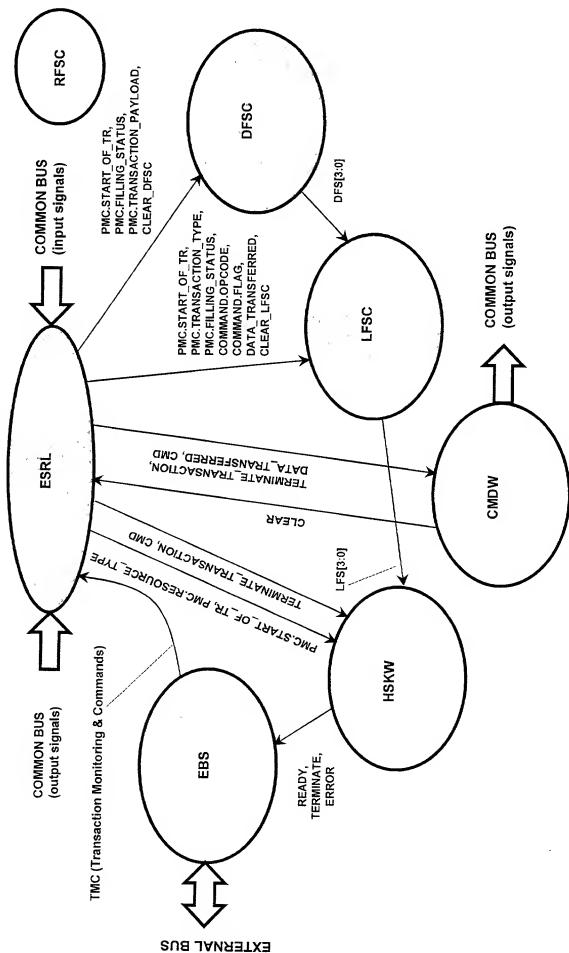 RFSC
COMMON BUS
(input signals)
PMC.START_OF_TR,
PMC.FILLING_STATUS,
PMC.TRANSACTION_PAYLOAD,
CLEAR_DFSC
DFSC
DFS[3:0]
PMC.START_OF_TR,
PMC.TRANSACTION_TYPE,
PMC.FILLING_STATUS,
COMMAND.OPCODE,
COMMAND.FLAG,
DATA_TRANSFERRED,
CLEAR_LFSC
LFSC
ESRL
TERMINATE_TRANSACTION,
DATA_TRANSFERRED, CMD
CLEAR
COMMON BUS
(output signals)
CMDW
LFS[3:0]
TERMINATE_TRANSACTION, CMD
PMC.START_OF_TR, PMC.RESOURCE_TYPE
HSKW
COMMON BUS
(output signals)
TMC (Transaction Monitoring & Commands)
EBS
READY,
TERMINATE,
ERROR
EXTERNAL BUS